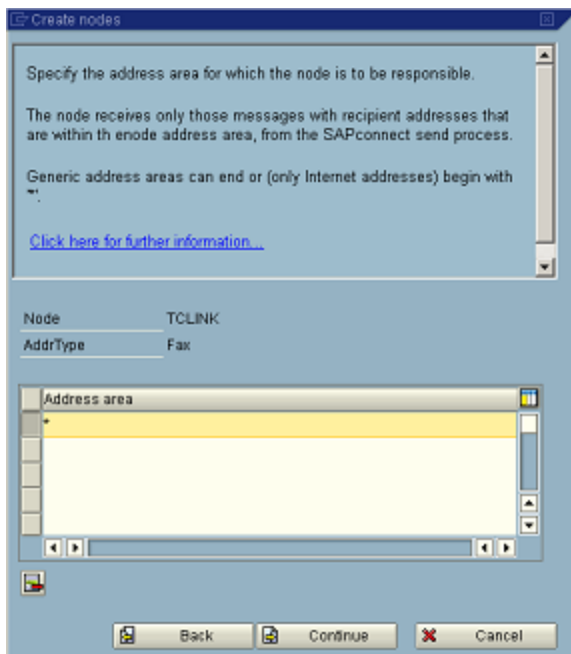 Create nodes
Specify the address area for which the node is to be responsible.
The node receives only those messages with recipient addresses that
are within th enode address area, from the SAPconnect send process.
Generic address areas can end or (only Internet addresses) begin with
'*'.
Click here for further information...
Node TCLINK
AddrType Fax
Address area
*
Back Continue Cancel